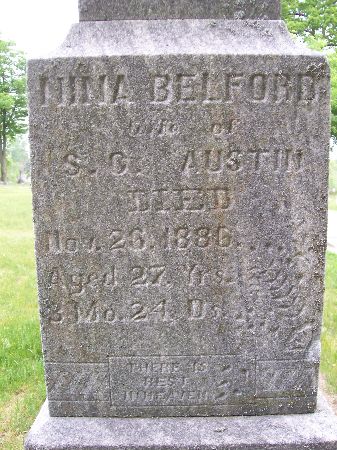 NINA BELFORD
Wife of
S. C. AUSTIN
DIED
Nov. 26, 1886
Aged 27 Yrs.
3 Mo. 24 Ds.
THERE IS
REST
IN HEAVEN